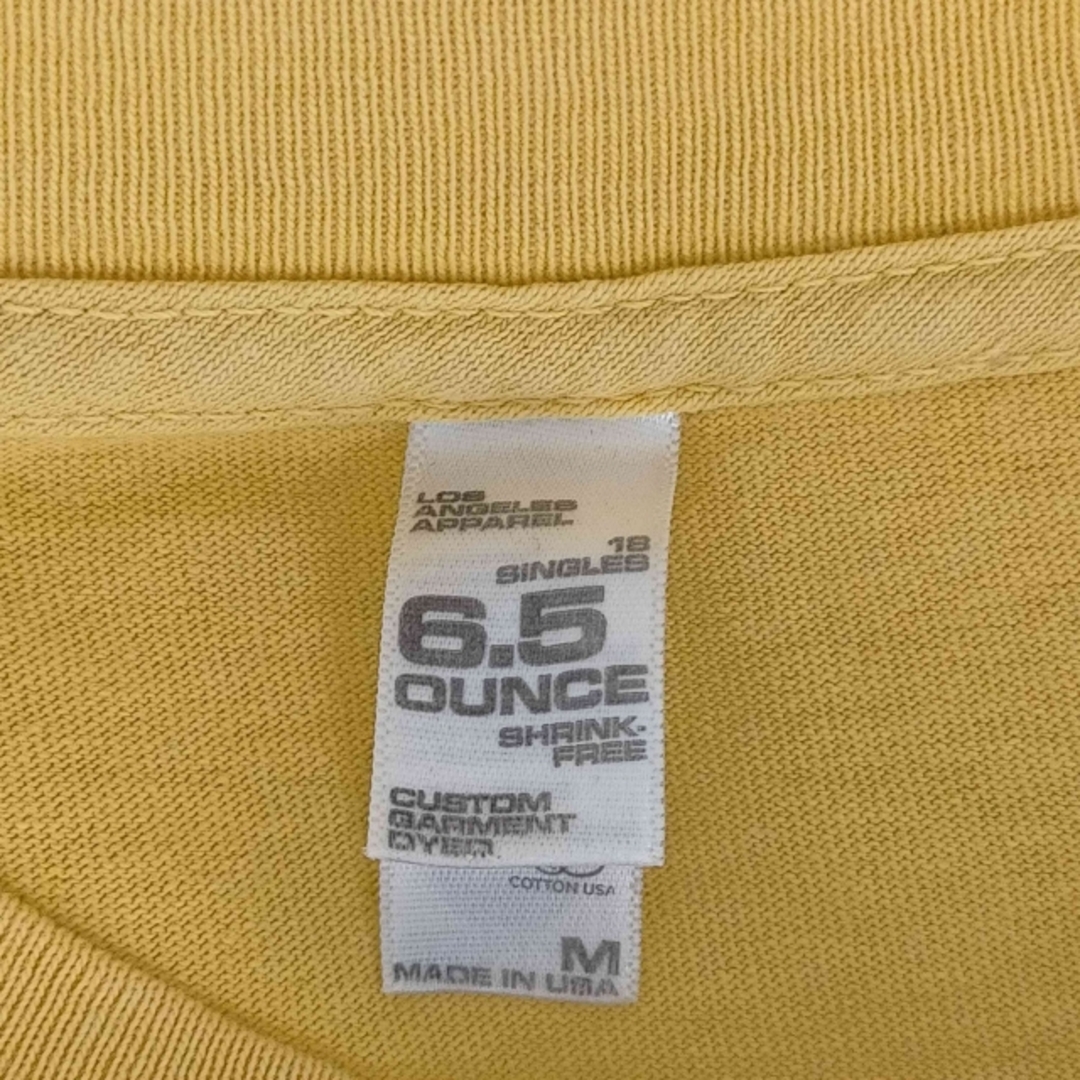 LOS
ANGELES
APPAREL
18
SINGLES
6.5
OUNCE
SHRINK-
FREE
CUSTOM
GARMENT
DYED
COTTON USA
M
MADE IN USA